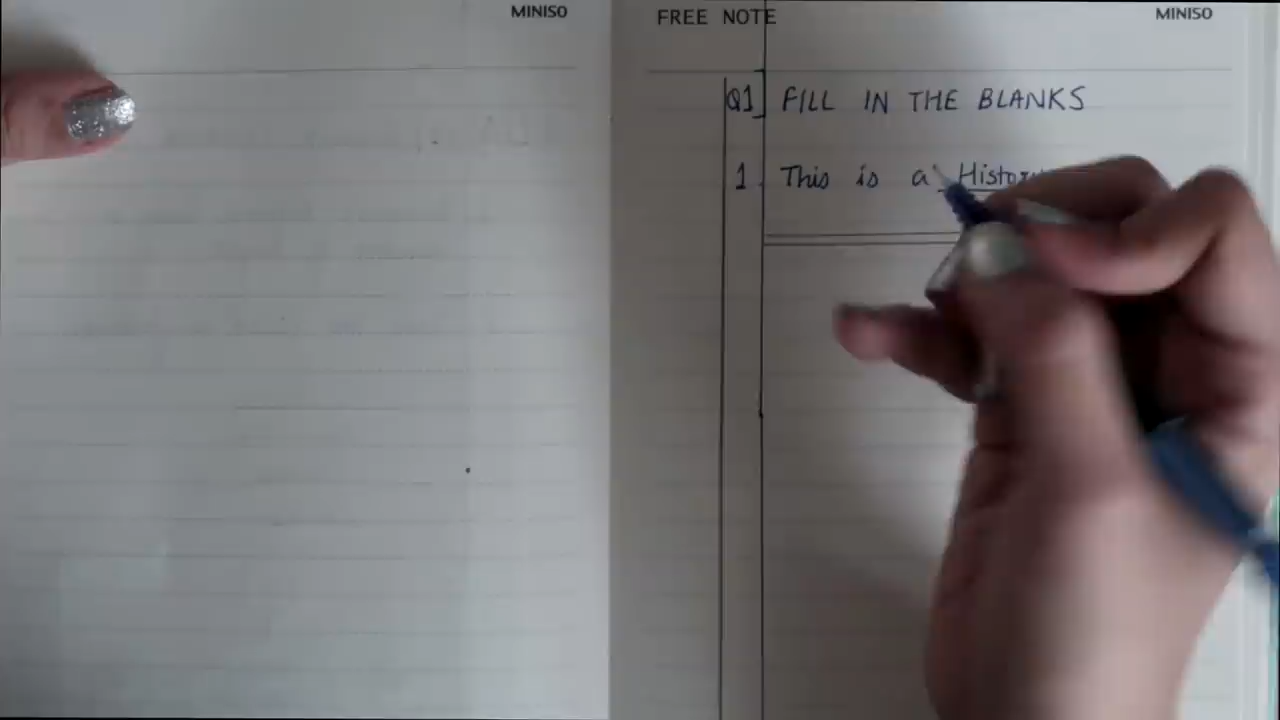 MINISO
FREE NOTE MINISO
Q1] FILL IN THE BLANKS
1. This is a